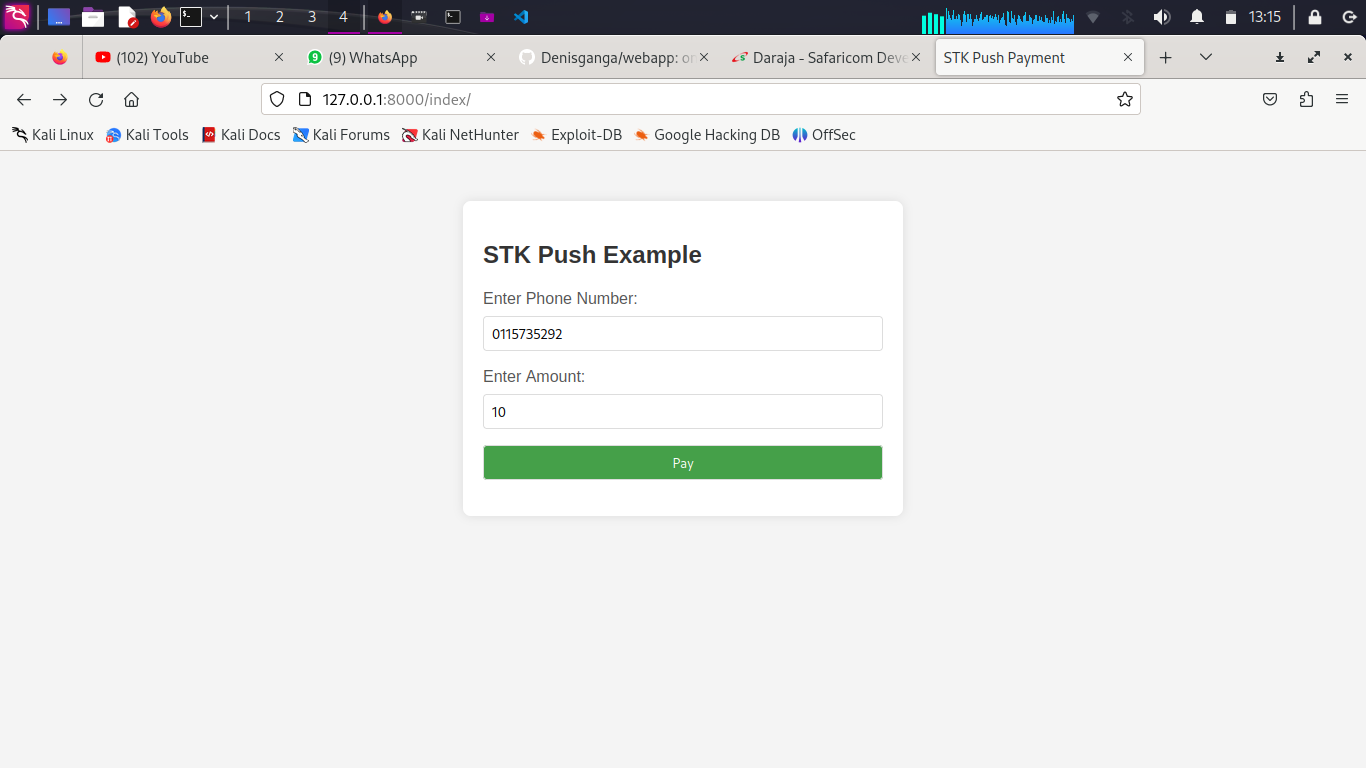 1 2 3 4 13:15
(102) YouTube (9) WhatsApp Denisganga/webapp: or Daraja - Safaricom Deve STK Push Payment
127.0.0.1:8000/index/
Kali Linux Kali Tools Kali Docs Kali Forums Kali NetHunter Exploit-DB Google Hacking DB OffSec
STK Push Example
Enter Phone Number:
0115735292
Enter Amount:
10
Pay